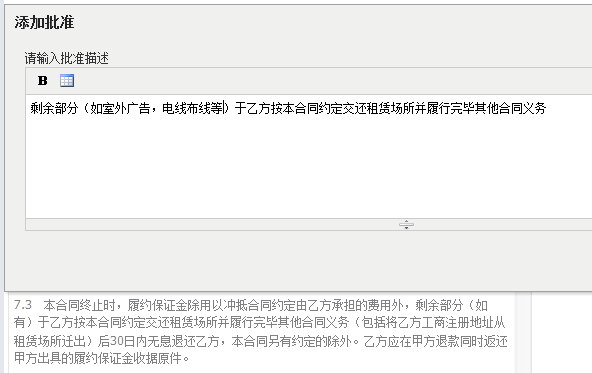 添加批准
请输入批准描述
B
剩余部分（如室外广告，电线布线等）于乙方按本合同约定交还租赁场所并履行完毕其他合同义务
7.3 本合同终止时，履约保证金除用以冲抵合同约定由乙方承担的费用外，剩余部分（如
有）于乙方按本合同约定交还租赁场所并履行完毕其他合同义务（包括将乙方工商注册地址从
租赁场所迁出）后30日内无息退还乙方，本合同另有约定的除外。乙方应在甲方退款同时返还
甲方出具的履约保证金收据原件。